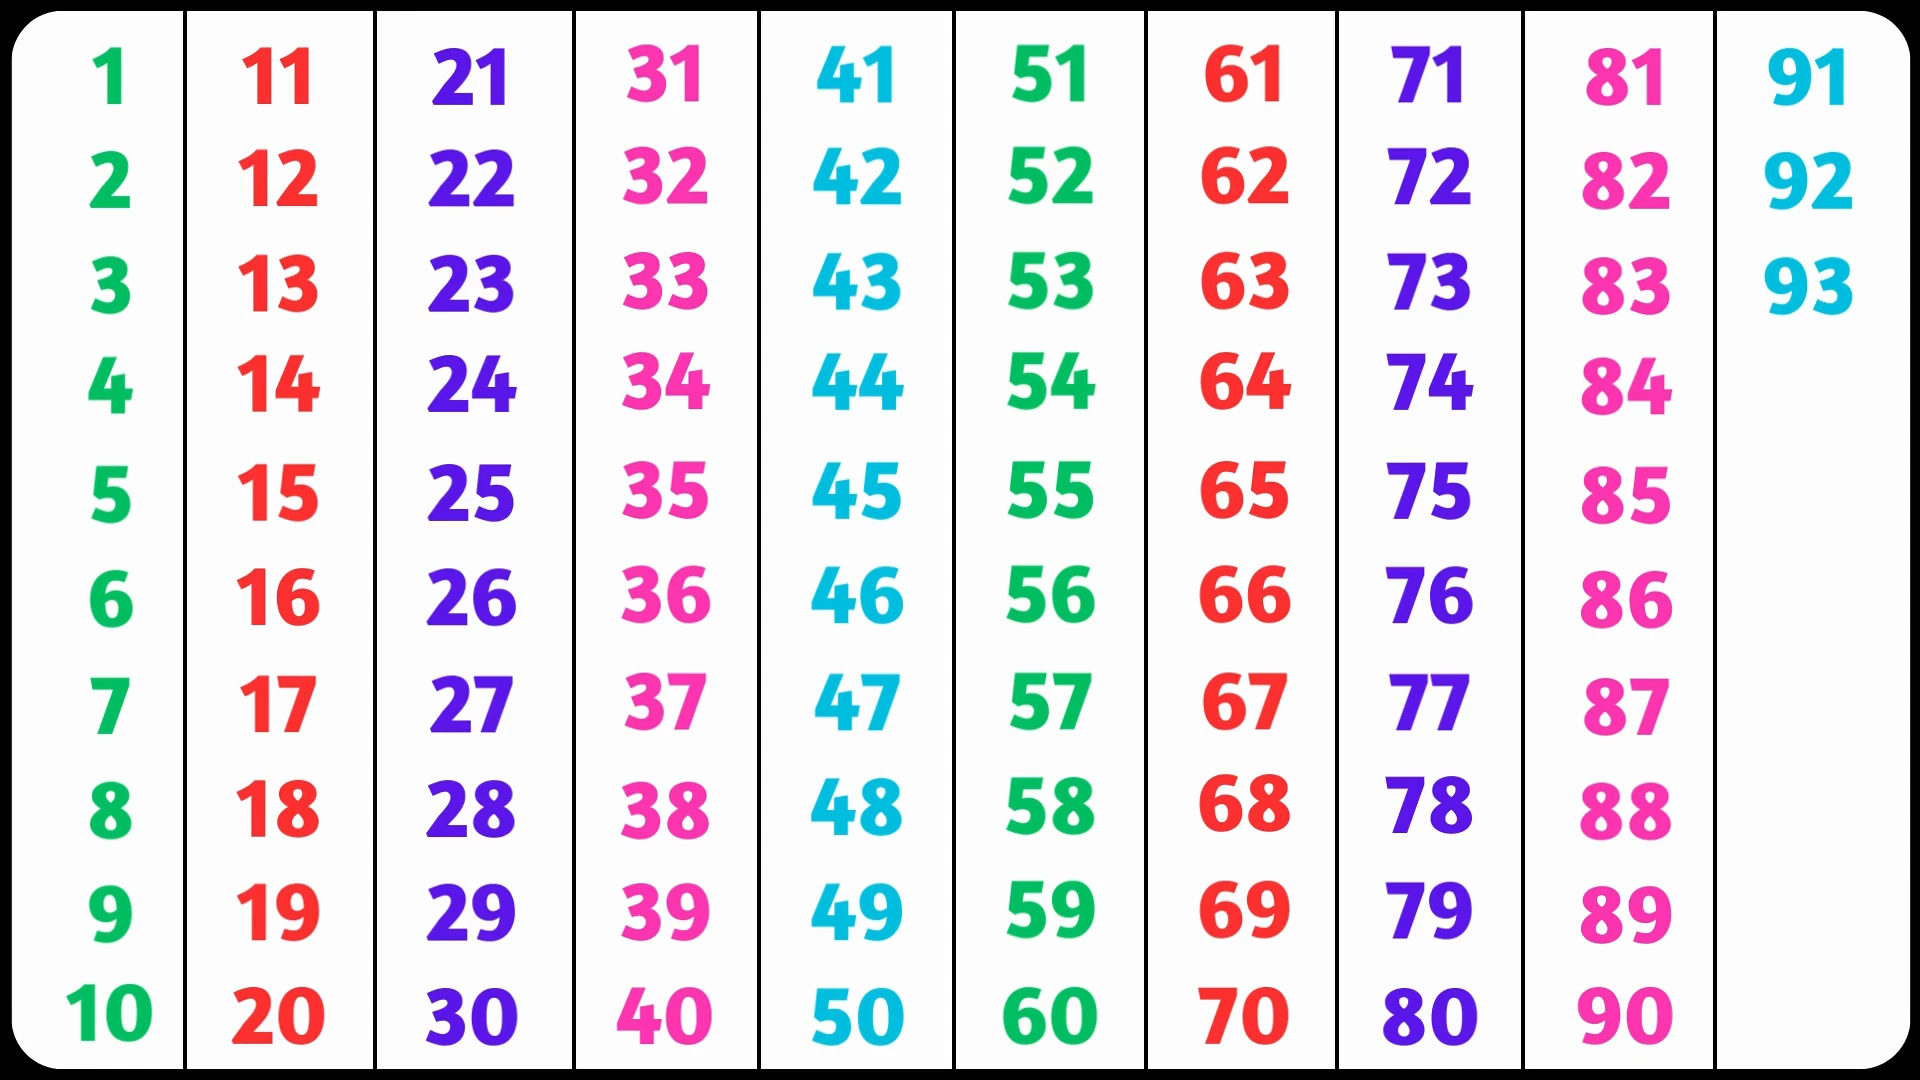 1 11 21 31 41 51 61 71 81 91
2 12 22 32 42 52 62 72 82 92
3 13 23 33 43 53 63 73 83 93
4 14 24 34 44 54 64 74 84
5 15 25 35 45 55 65 75 85
6 16 26 36 46 56 66 76 86
7 17 27 37 47 57 67 77 87
8 18 28 38 48 58 68 78 88
9 19 29 39 49 59 69 79 89
10 20 30 40 50 60 70 80 90